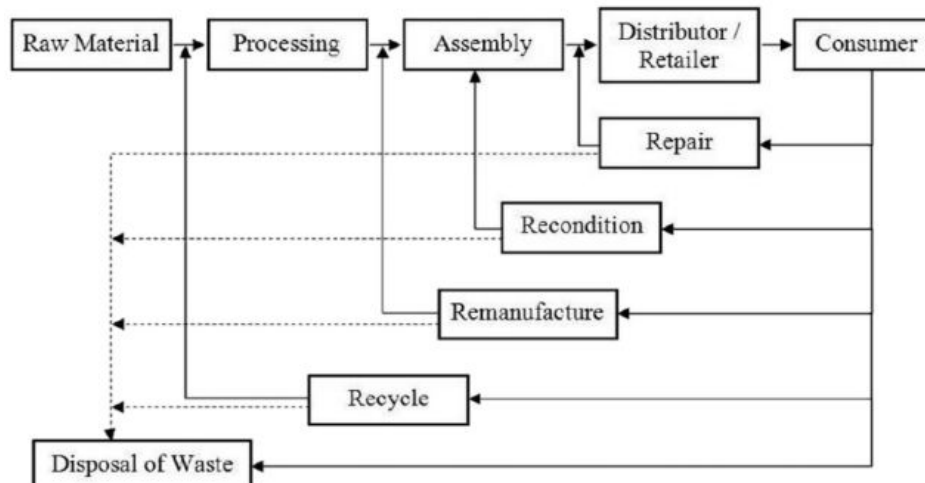 Raw Material
Processing
Assembly
Distributor /
Retailer
Consumer
Repair
Recondition
Remanufacture
Recycle
Disposal of Waste